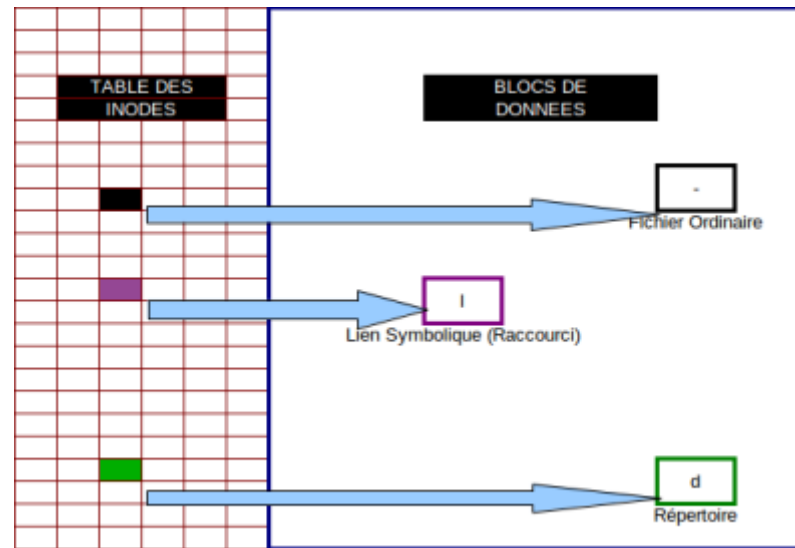 TABLE DES
INODES
BLOCS DE
DONNEES
-
Fichier Ordinaire
l
Lien Symbolique (Raccourci)
d
Répertoire